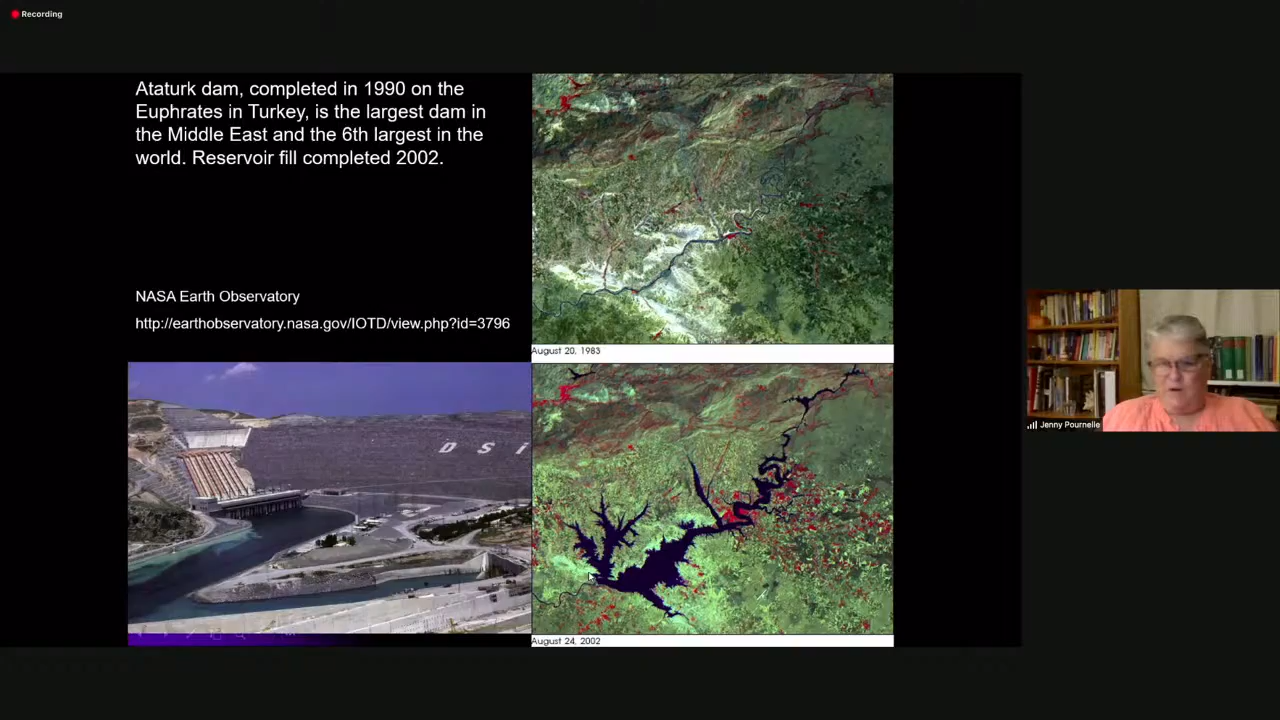 Recording
Ataturk dam, completed in 1990 on the
Euphrates in Turkey, is the largest dam in
the Middle East and the 6th largest in the
world. Reservoir fill completed 2002.
NASA Earth Observatory
http://earthobservatory.nasa.gov/IOTD/view.php?id=3796
August 20, 1983
DSİ
August 24, 2002
Jenny Pournelle